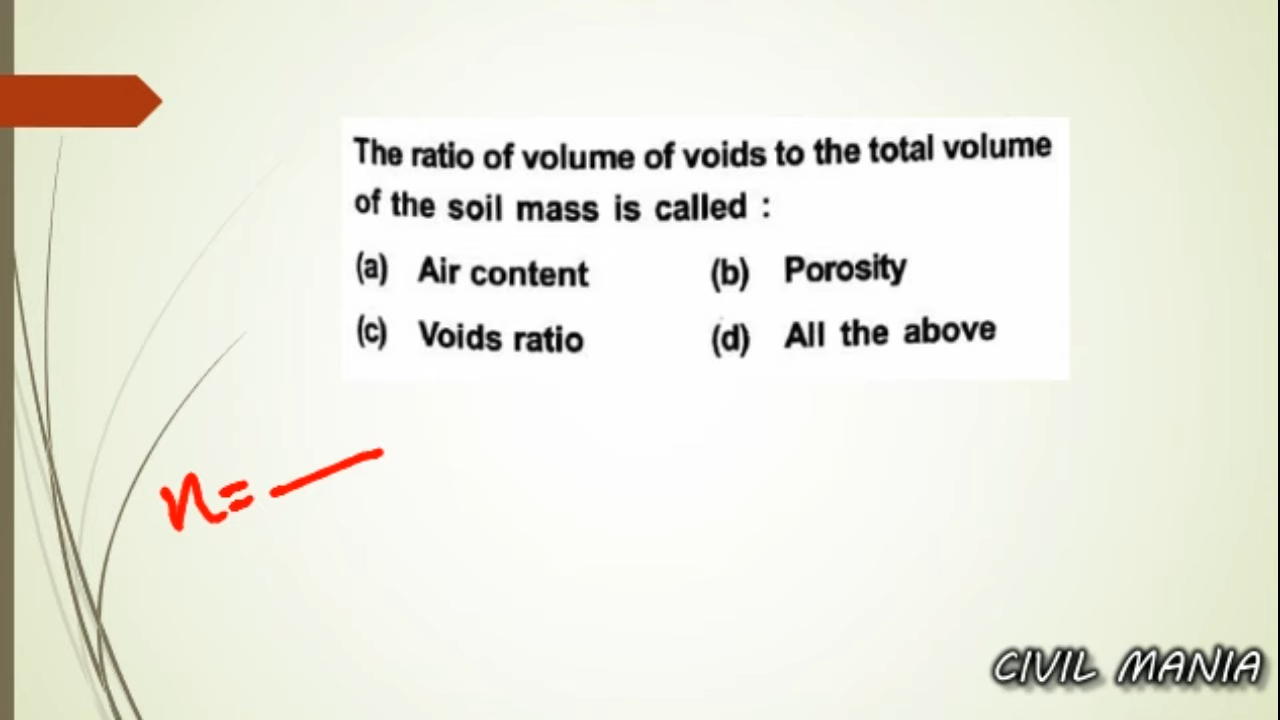 The ratio of volume of voids to the total volume
of the soil mass is called :
(a) Air content (b) Porosity
(c) Voids ratio (d) All the above
n=
CIVIL MANIA